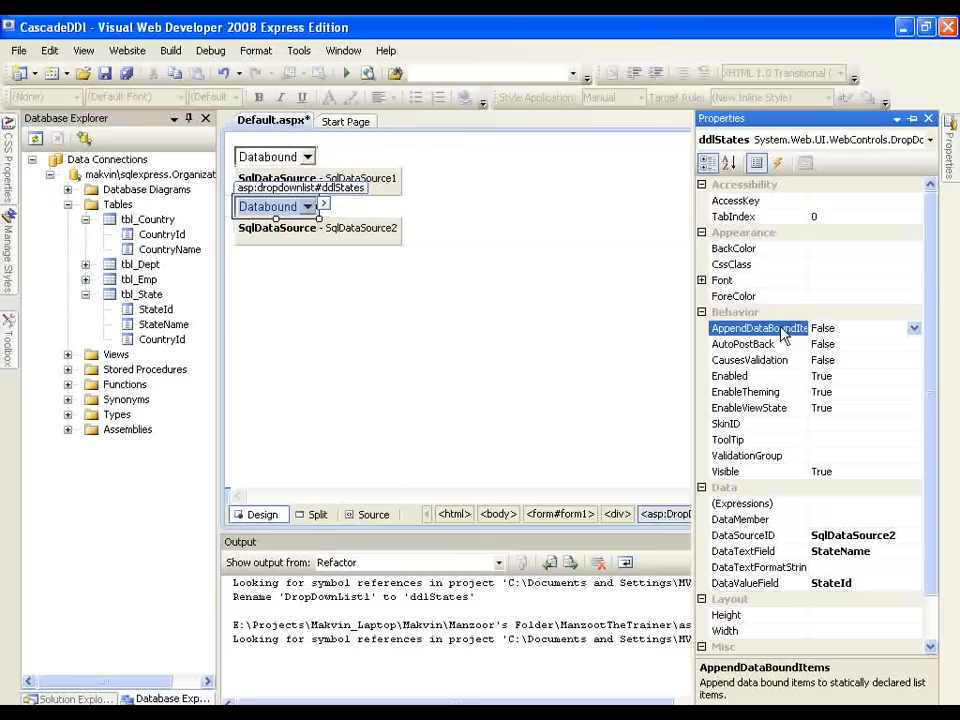 CascadeDDl - Visual Web Developer 2008 Express Edition
File Edit View Website Build Debug Format Tools Window Help
XHTML 1.0 Transitional (
(None) (Default Font) (Default B I U Style Application: Manual Target Rule: (New Inline Style)
Database Explorer
Data Connections
makvin\sqlexpress.Organizat
Database Diagrams
Tables
tbl_Country
CountryId
CountryName
tbl_Dept
tbl_Emp
tbl_State
StateId
StateName
CountryId
Views
Stored Procedures
Functions
Synonyms
Types
Assemblies
Solution Explo... Database Exp...
CSS Properties
Manage Styles
Toolbox
Default.aspx* Start Page
Databound
SqlDataSource - SqlDataSource1
asp:dropdownlist#ddlStates
Databound
SqlDataSource - SqlDataSource2
Design Split Source <html> <body> <form#form1> <div> <asp:DropD
Output
Show output from: Refactor
Looking for symbol references in project 'C:\Documents and Settings\MV
Rename 'DropDownList1' to 'ddlStates'
E:\Projects\Makvin_Laptop\Makvin\Manzoor's Folder\ManzootTheTrainer\as
Looking for symbol references in project 'C:\Documents and Settings\MV
Properties
ddlStates System.Web.UI.WebControls.DropDc
Accessibility
AccessKey
TabIndex 0
Appearance
BackColor
CssClass
Font
ForeColor
Behavior
AppendDataBoundIte False
AutoPostBack False
CausesValidation False
Enabled True
EnableTheming True
EnableViewState True
SkinID
ToolTip
ValidationGroup
Visible True
Data
(Expressions)
DataMember
DataSourceID SqlDataSource2
DataTextField StateName
DataTextFormatStrin
DataValueField StateId
Layout
Height
Width
Misc
AppendDataBoundItems
Append data bound items to statically declared list
items.
Properties